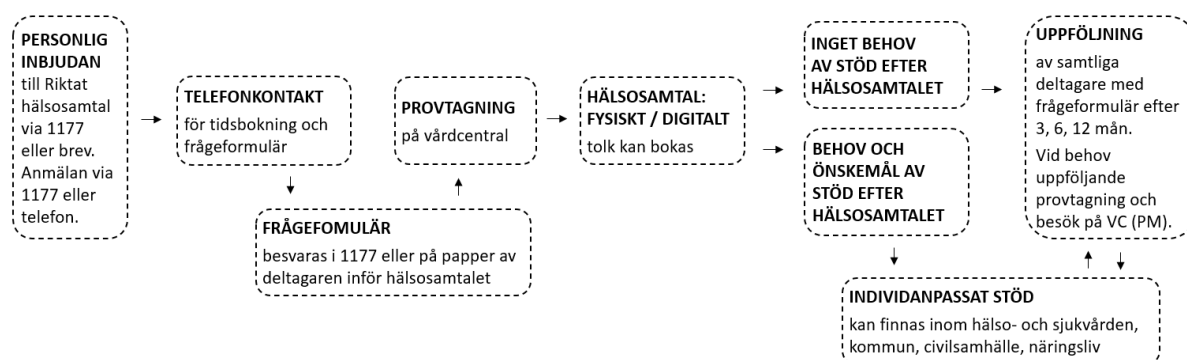 PERSONLIG
INBJUDAN
till Riktat
hälsosamtal
via 1177
eller brev.
Anmälan via
1177 eller
telefon.
TELEFONKONTAKT
för tidsbokning och
frågeformulär
FRÅGEFOMULÄR
besvaras i 1177 eller på papper av
deltagaren inför hälsosamtalet
PROVTAGNING
på vårdcentral
HÄLSOSAMTAL:
FYSISKT / DIGITALT
tolk kan bokas
INGET BEHOV
AV STÖD EFTER
HÄLSOSAMTALET
BEHOV OCH
ÖNSKEMÅL AV
STÖD EFTER
HÄLSOSAMTALET
INDIVIDANPASSAT STÖD
kan finnas inom hälso- och sjukvården,
kommun, civilsamhälle, näringsliv
UPPFÖLJNING
av samtliga
deltagare med
frågeformulär efter
3, 6, 12 mån.
Vid behov
uppföljande
provtagning och
besök på VC (PM).